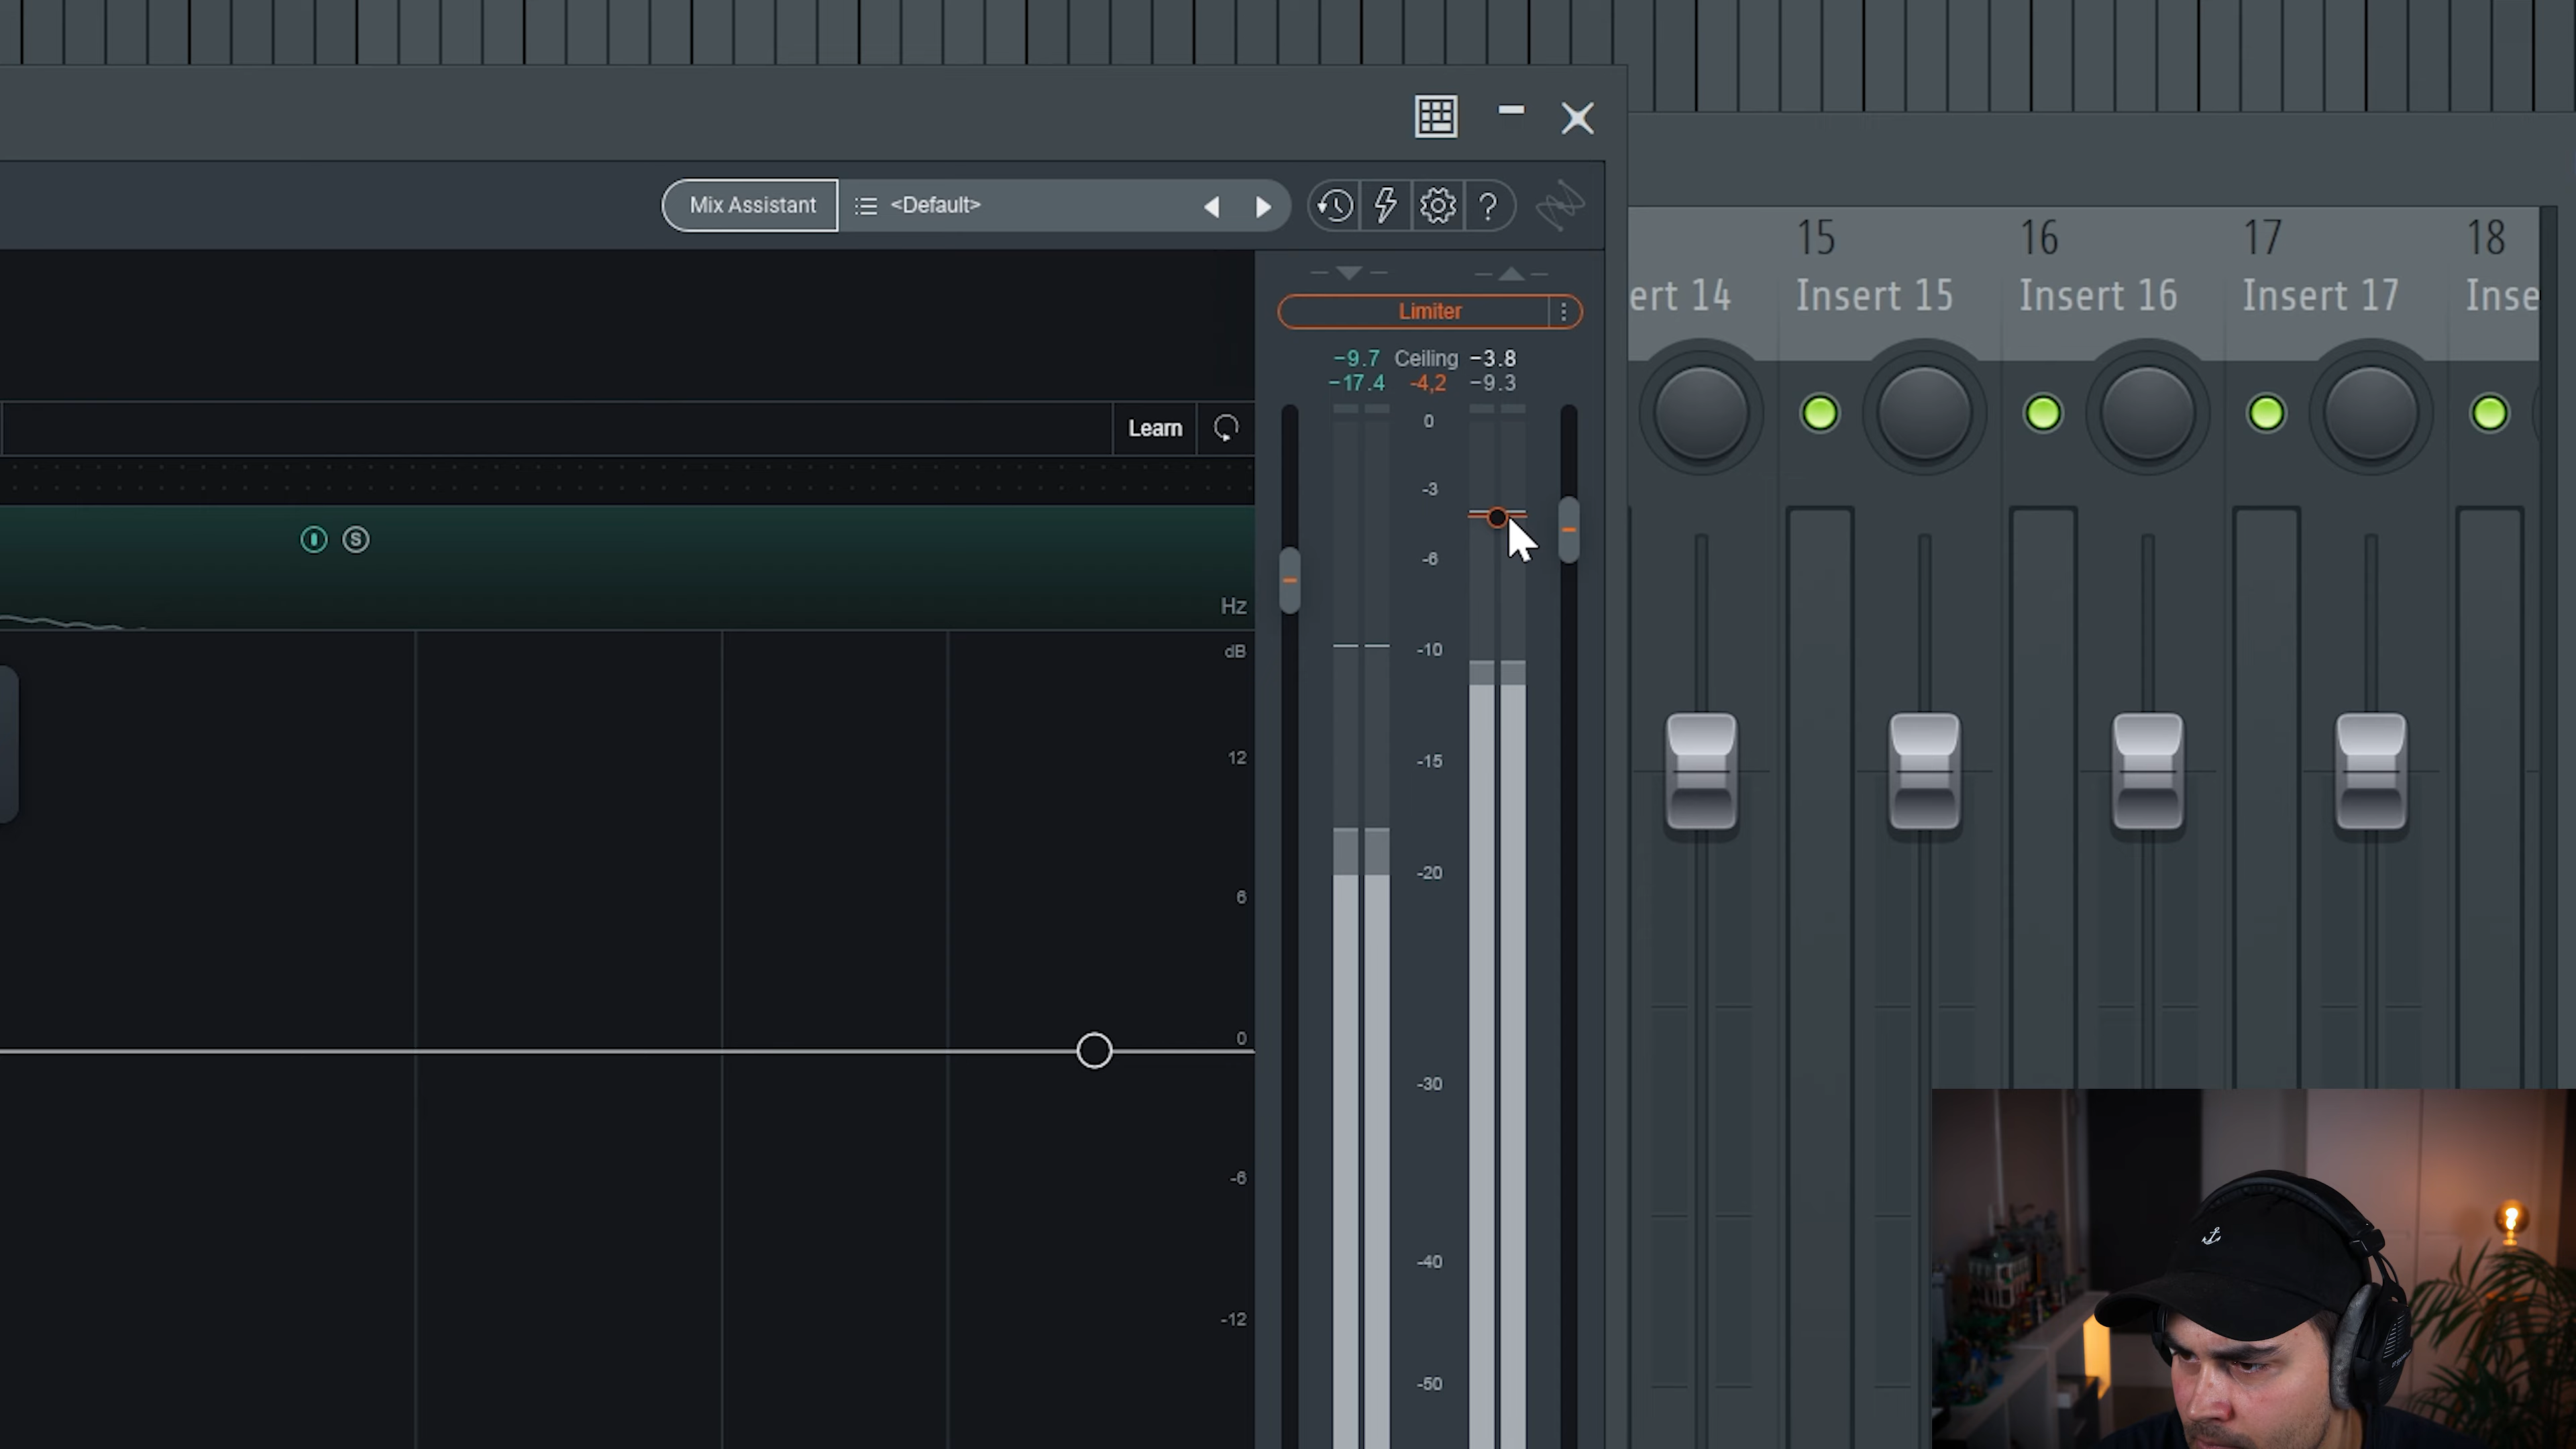 Mix Assistant
<Default>
?
15
16
17
18
ert 14
Insert 15
Insert 16
Insert 17
Inse
Limiter
-9.7 Ceiling -3.8
-17.4 -4,2 -9.3
0
Learn
-3
S
-6
Hz
-10
dB
12
-15
-20
6
0
-30
-6
-40
-12
-50